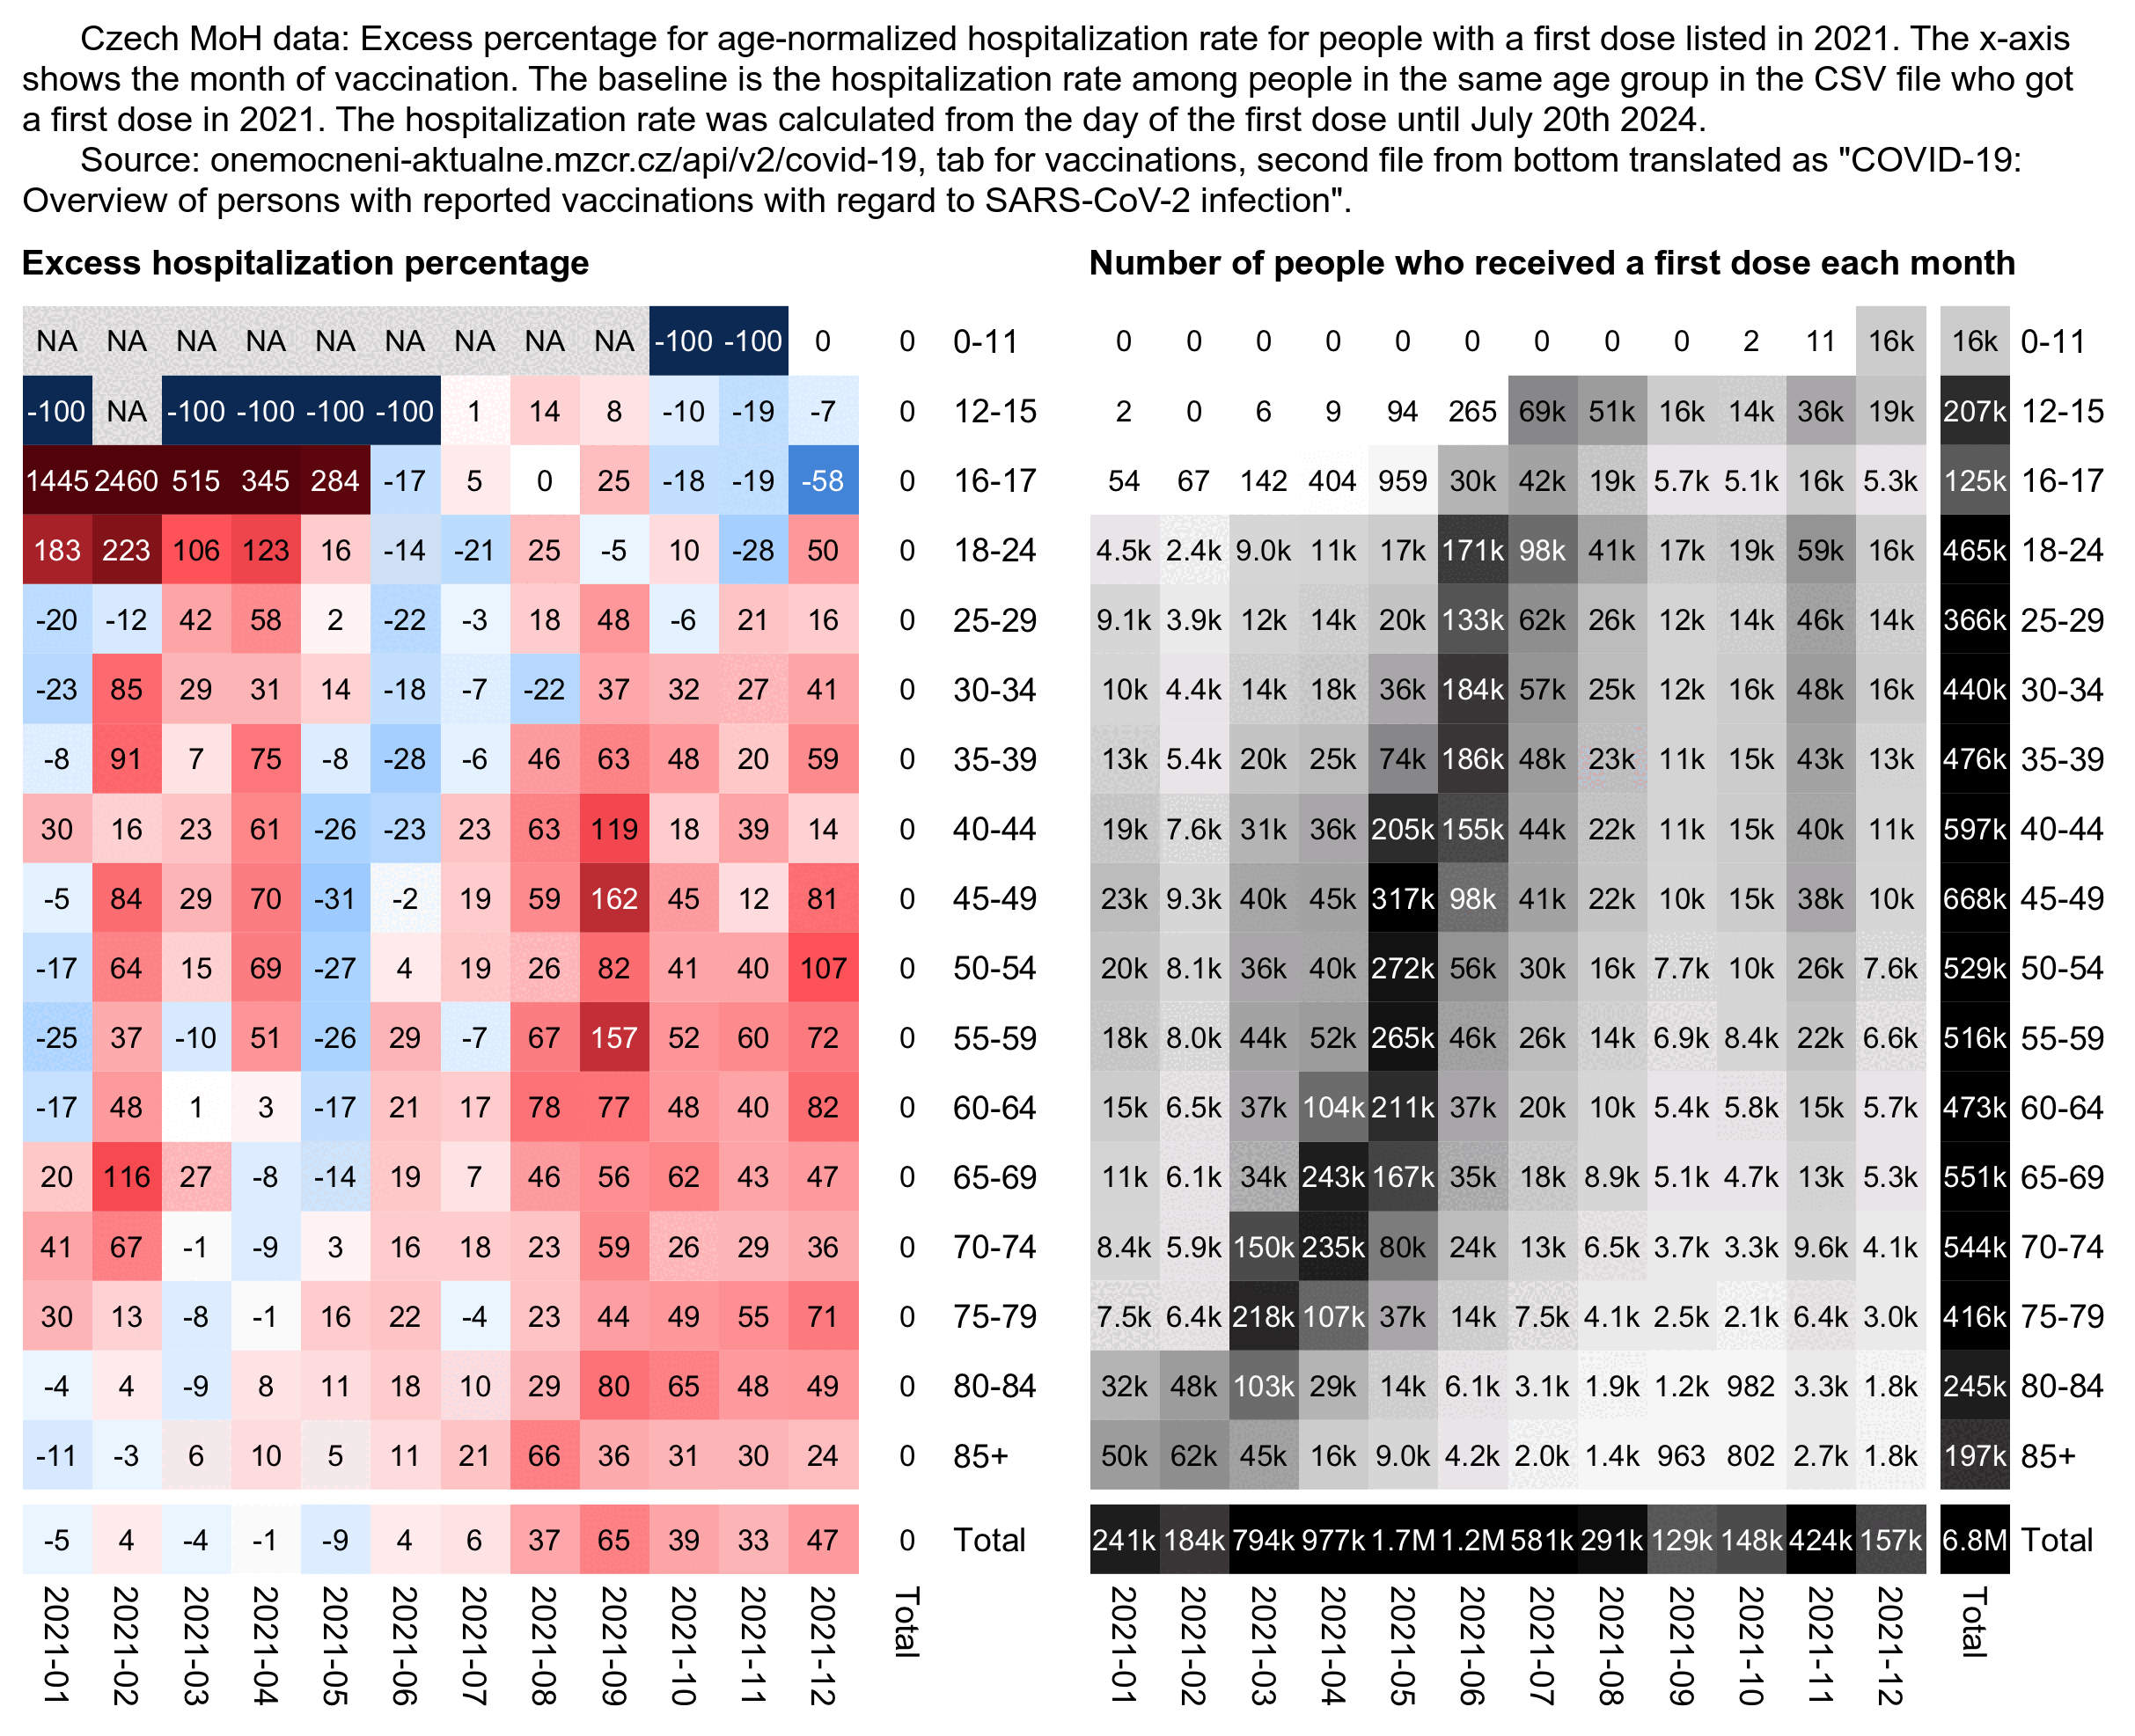 Czech MoH data: Excess percentage for age-normalized hospitalization rate for people with a first dose listed in 2021. The x-axis
shows the month of vaccination. The baseline is the hospitalization rate among people in the same age group in the CSV file who got
a first dose in 2021. The hospitalization rate was calculated from the day of the first dose until July 20th 2024.
Source: onemocneni-aktualne.mzcr.cz/api/v2/covid-19, tab for vaccinations, second file from bottom translated as "COVID-19:
Overview of persons with reported vaccinations with regard to SARS-CoV-2 infection".
Excess hospitalization percentage
NA NA NA NA NA NA NA NA NA -100 -100 0 0 0-11
-100 NA -100 -100 -100 -100 1 14 8 -10 -19 -7 0 12-15
1445 2460 515 345 284 -17 5 0 25 -18 -19 -58 0 16-17
183 223 106 123 16 -14 -21 25 -5 10 -28 50 0 18-24
-20 -12 42 58 2 -22 -3 18 48 -6 21 16 0 25-29
-23 85 29 31 14 -18 -7 -22 37 32 27 41 0 30-34
-8 91 7 75 -8 -28 -6 46 63 48 20 59 0 35-39
30 16 23 61 -26 -23 23 63 119 18 39 14 0 40-44
-5 84 29 70 -31 -2 19 59 162 45 12 81 0 45-49
-17 64 15 69 -27 4 19 26 82 41 40 107 0 50-54
-25 37 -10 51 -26 29 -7 67 157 52 60 72 0 55-59
-17 48 1 3 -17 21 17 78 77 48 40 82 0 60-64
20 116 27 -8 -14 19 7 46 56 62 43 47 0 65-69
41 67 -1 -9 3 16 18 23 59 26 29 36 0 70-74
30 13 -8 -1 16 22 -4 23 44 49 55 71 0 75-79
-4 4 -9 8 11 18 10 29 80 65 48 49 0 80-84
-11 -3 6 10 5 11 21 66 36 31 30 24 0 85+
-5 4 -4 -1 -9 4 6 37 65 39 33 47 0 Total
2021-01 2021-02 2021-03 2021-04 2021-05 2021-06 2021-07 2021-08 2021-09 2021-10 2021-11 2021-12 Total
Number of people who received a first dose each month
0 0 0 0 0 0 0 0 0 2 11 16k 16k 0-11
2 0 6 9 94 265 69k 51k 16k 14k 36k 19k 207k 12-15
54 67 142 404 959 30k 42k 19k 5.7k 5.1k 16k 5.3k 125k 16-17
4.5k 2.4k 9.0k 11k 17k 171k 98k 41k 17k 19k 59k 16k 465k 18-24
9.1k 3.9k 12k 14k 20k 133k 62k 26k 12k 14k 46k 14k 366k 25-29
10k 4.4k 14k 18k 36k 184k 57k 25k 12k 16k 48k 16k 440k 30-34
13k 5.4k 20k 25k 74k 186k 48k 23k 11k 15k 43k 13k 476k 35-39
19k 7.6k 31k 36k 205k 155k 44k 22k 11k 15k 40k 11k 597k 40-44
23k 9.3k 40k 45k 317k 98k 41k 22k 10k 15k 38k 10k 668k 45-49
20k 8.1k 36k 40k 272k 56k 30k 16k 7.7k 10k 26k 7.6k 529k 50-54
18k 8.0k 44k 52k 265k 46k 26k 14k 6.9k 8.4k 22k 6.6k 516k 55-59
15k 6.5k 37k 104k 211k 37k 20k 10k 5.4k 5.8k 15k 5.7k 473k 60-64
11k 6.1k 34k 243k 167k 35k 18k 8.9k 5.1k 4.7k 13k 5.3k 551k 65-69
8.4k 5.9k 150k 235k 80k 24k 13k 6.5k 3.7k 3.3k 9.6k 4.1k 544k 70-74
7.5k 6.4k 218k 107k 37k 14k 7.5k 4.1k 2.5k 2.1k 6.4k 3.0k 416k 75-79
32k 48k 103k 29k 14k 6.1k 3.1k 1.9k 1.2k 982 3.3k 1.8k 245k 80-84
50k 62k 45k 16k 9.0k 4.2k 2.0k 1.4k 963 802 2.7k 1.8k 197k 85+
241k 184k 794k 977k 1.7M 1.2M 581k 291k 129k 148k 424k 157k 6.8M Total
2021-01 2021-02 2021-03 2021-04 2021-05 2021-06 2021-07 2021-08 2021-09 2021-10 2021-11 2021-12 Total